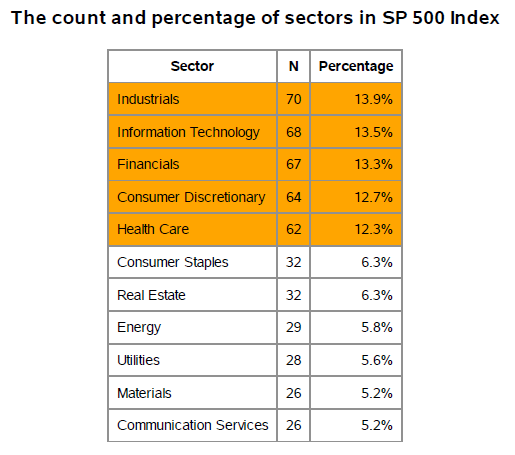 The count and percentage of sectors in SP 500 Index
Sector N Percentage
Industrials 70 13.9%
Information Technology 68 13.5%
Financials 67 13.3%
Consumer Discretionary 64 12.7%
Health Care 62 12.3%
Consumer Staples 32 6.3%
Real Estate 32 6.3%
Energy 29 5.8%
Utilities 28 5.6%
Materials 26 5.2%
Communication Services 26 5.2%